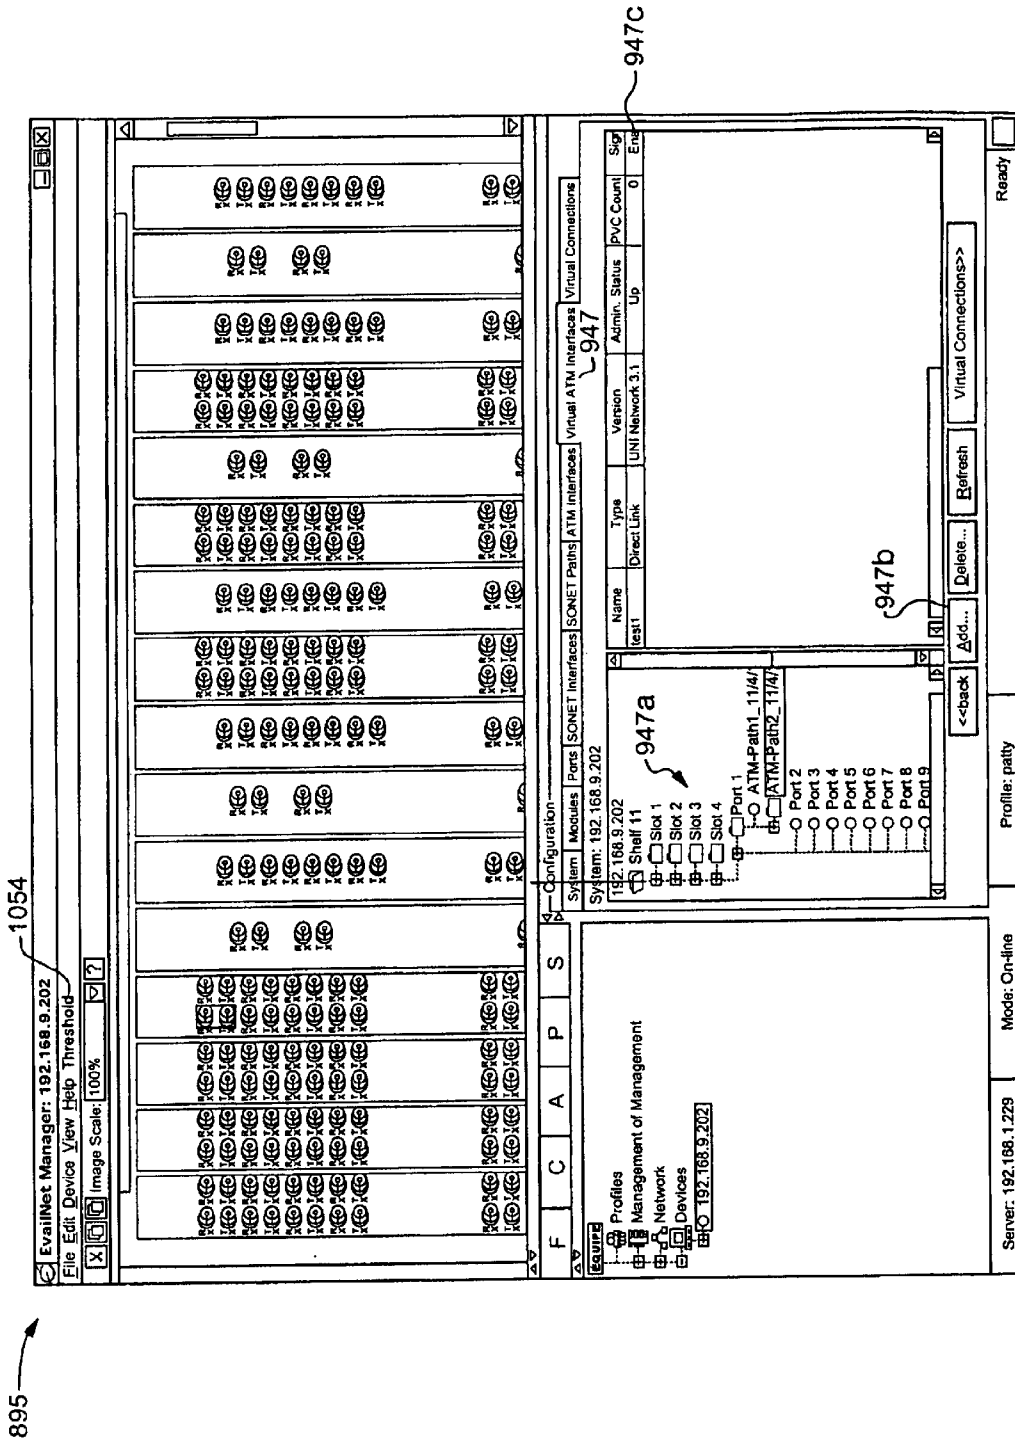 895
1054
EvailNet Manager: 192.168.9.202
File Edit Device View Help Threshold
X Image Scale: 100% ?
F C A P S
EQUIPE
Profiles
Management of Management
Network
Devices
192.168.9.202
Configuration
System Modules Ports SONET Interfaces SONET Paths ATM Interfaces Virtual ATM Interfaces Virtual Connections
947
System: 192.168.9.202
192.168.9.202
Shelf 11
Slot 1
Slot 2
Slot 3
Slot 4
Port 1
ATM-Path1_11/4/
ATM-Path2_11/4/
Port 2
Port 3
Port 4
Port 5
Port 6
Port 7
Port 8
Port 9
947a
Name Type Version Admin. Status PVC Count Sig
test1 Direct Link UNI Network 3.1 Up 0 Ena
947c
947b
<<back Add... Delete... Refresh Virtual Connections>>
Server: 192.168.1.229 Mode: On-line Profile: patty Ready